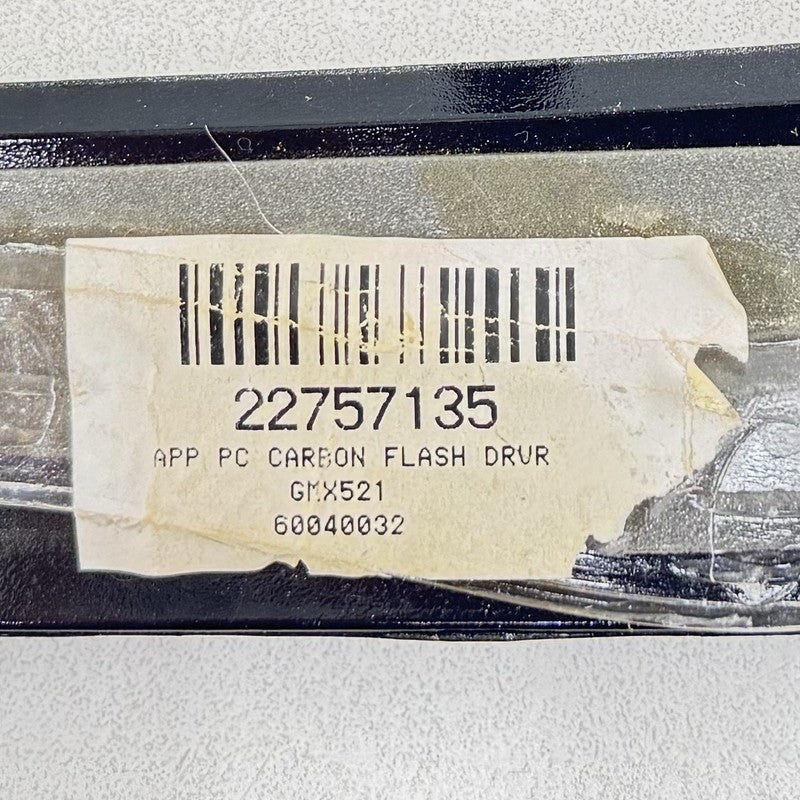 22757135
APP PC CARBON FLASH DRVR
GMX521
60040032